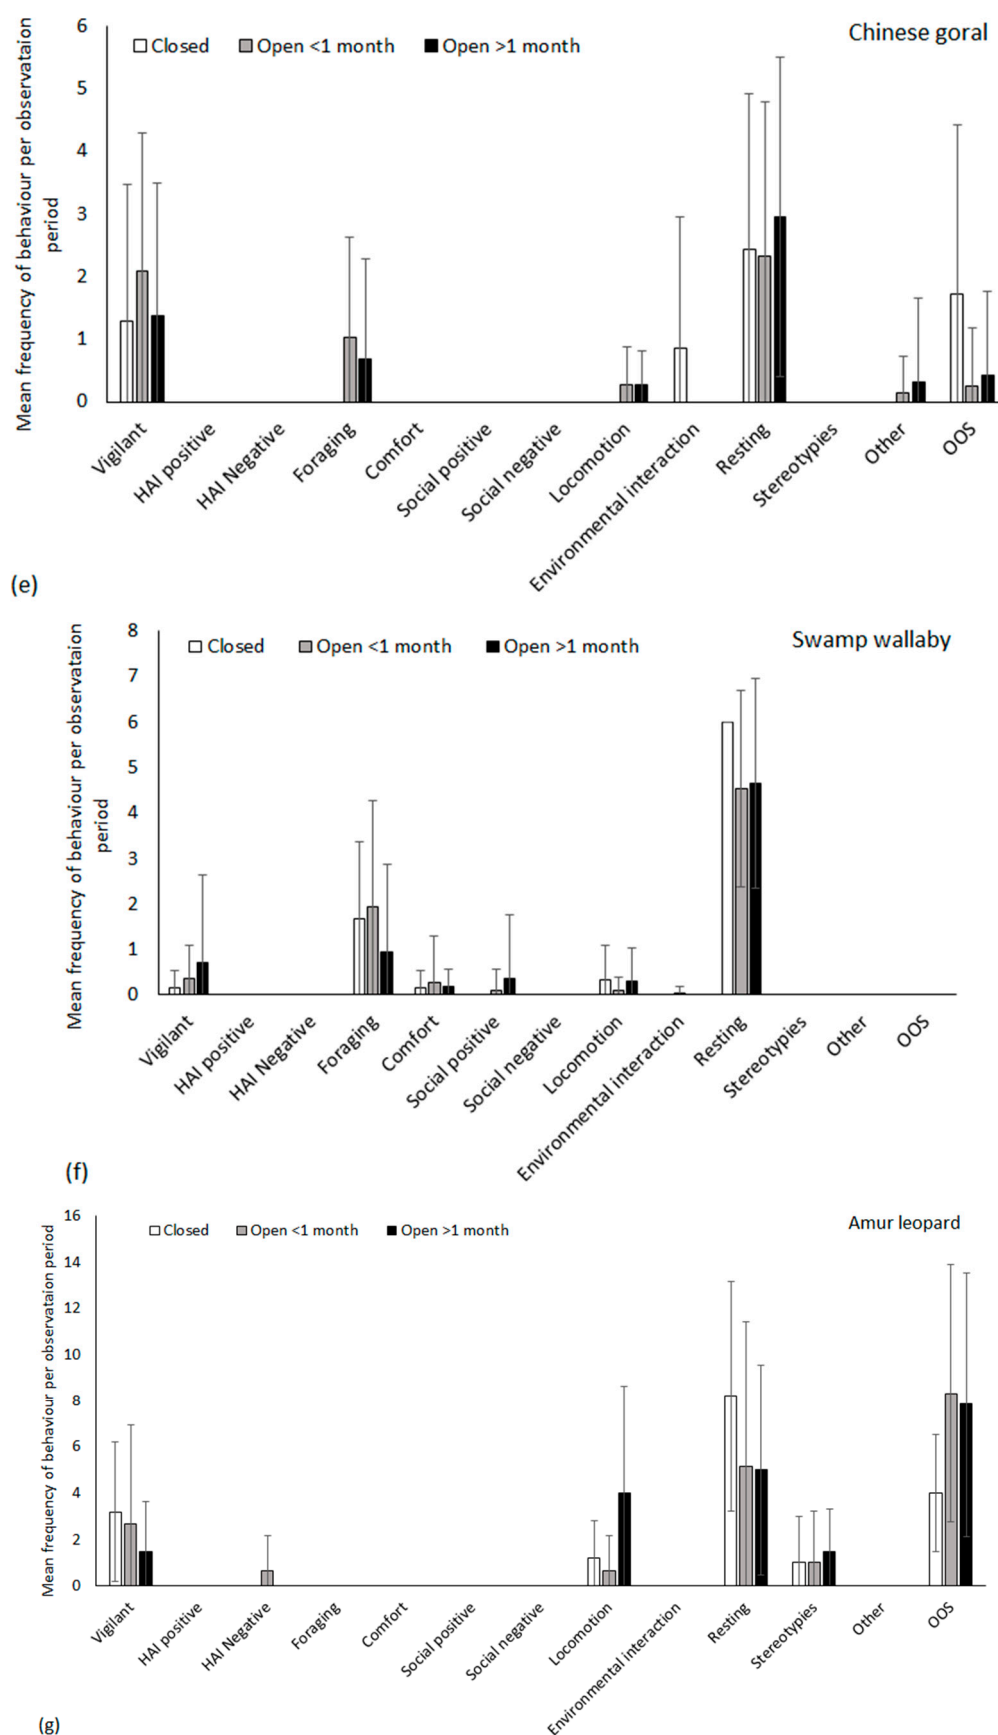 Chinese goral
Closed Open <1 month Open >1 month
Mean frequency of behaviour per observataion
period
6
5
4
3
2
1
0
Vigilant
HAI positive
HAI Negative
Foraging
Comfort
Social positive
Social negative
Locomotion
Environmental interaction
Resting
Stereotypies
Other
OOS
(e)
Swamp wallaby
Closed Open <1 month Open >1 month
Mean frequency of behaviour per observataion
period
8
7
6
5
4
3
2
1
0
Vigilant
HAI positive
HAI Negative
Foraging
Comfort
Social positive
Social negative
Locomotion
Environmental interaction
Resting
Stereotypies
Other
OOS
(f)
Amur leopard
Closed Open <1 month Open >1 month
Mean frequency of behaviour per observataion period
16
14
12
10
8
6
4
2
0
Vigilant
HAI positive
HAI Negative
Foraging
Comfort
Social positive
Social negative
Locomotion
Environmental interaction
Resting
Stereotypies
Other
OOS
(g)